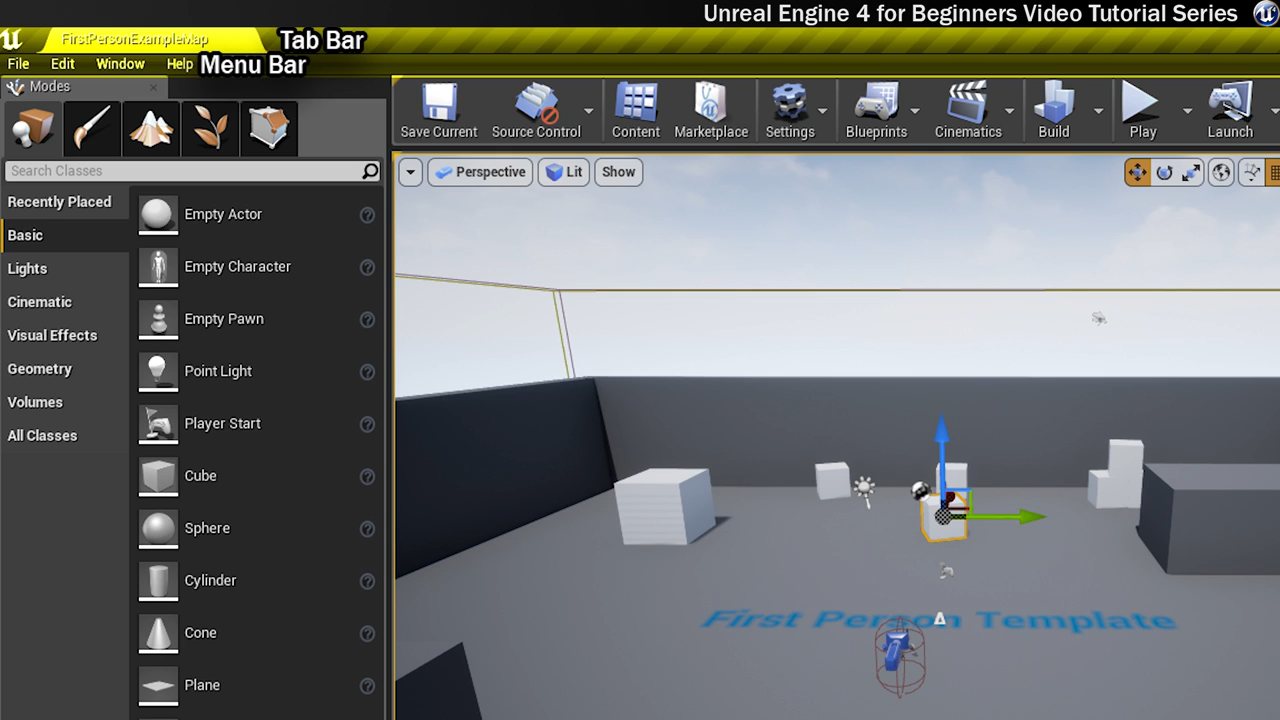 Unreal Engine 4 for Beginners Video Tutorial Series
FirstPersonExampleMap
Tab Bar
File Edit Window Help
Menu Bar
Modes
Save Current Source Control Content Marketplace Settings Blueprints Cinematics Build Play Launch
Search Classes
Perspective Lit Show
Recently Placed
Basic
Lights
Cinematic
Visual Effects
Geometry
Volumes
All Classes
Empty Actor
Empty Character
Empty Pawn
Point Light
Player Start
Cube
Sphere
Cylinder
Cone
Plane
First Person Template